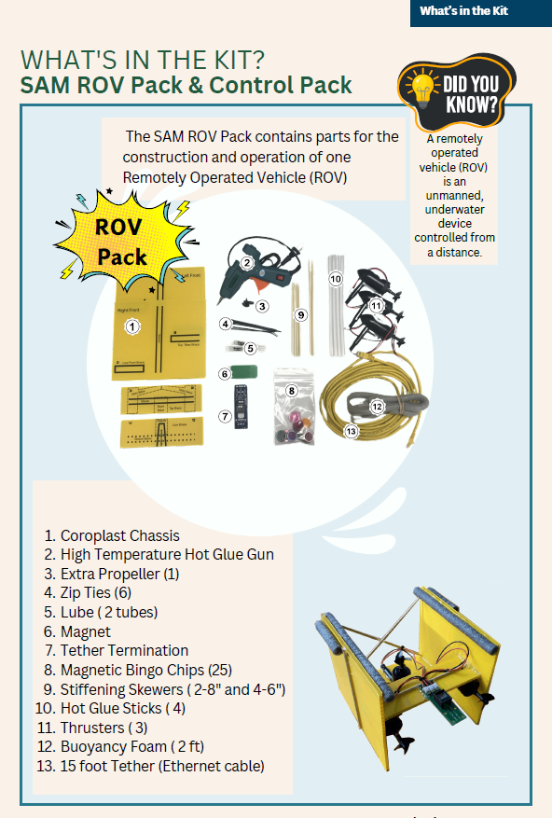 What's in the Kit
WHAT'S IN THE KIT?
SAM ROV Pack & Control Pack
DID YOU
KNOW?
A remotely
operated
vehicle (ROV)
is an
unmanned,
underwater
device
controlled from
a distance.
The SAM ROV Pack contains parts for the
construction and operation of one
Remotely Operated Vehicle (ROV)
ROV
Pack
Left Front
Right Front
1
2
3
4
5
6
7
8
9
10
11
12
13
1. Coroplast Chassis
2. High Temperature Hot Glue Gun
3. Extra Propeller (1)
4. Zip Ties (6)
5. Lube ( 2 tubes)
6. Magnet
7. Tether Termination
8. Magnetic Bingo Chips (25)
9. Stiffening Skewers ( 2-8" and 4-6")
10. Hot Glue Sticks ( 4)
11. Thrusters ( 3)
12. Buoyancy Foam ( 2 ft)
13. 15 foot Tether (Ethernet cable)